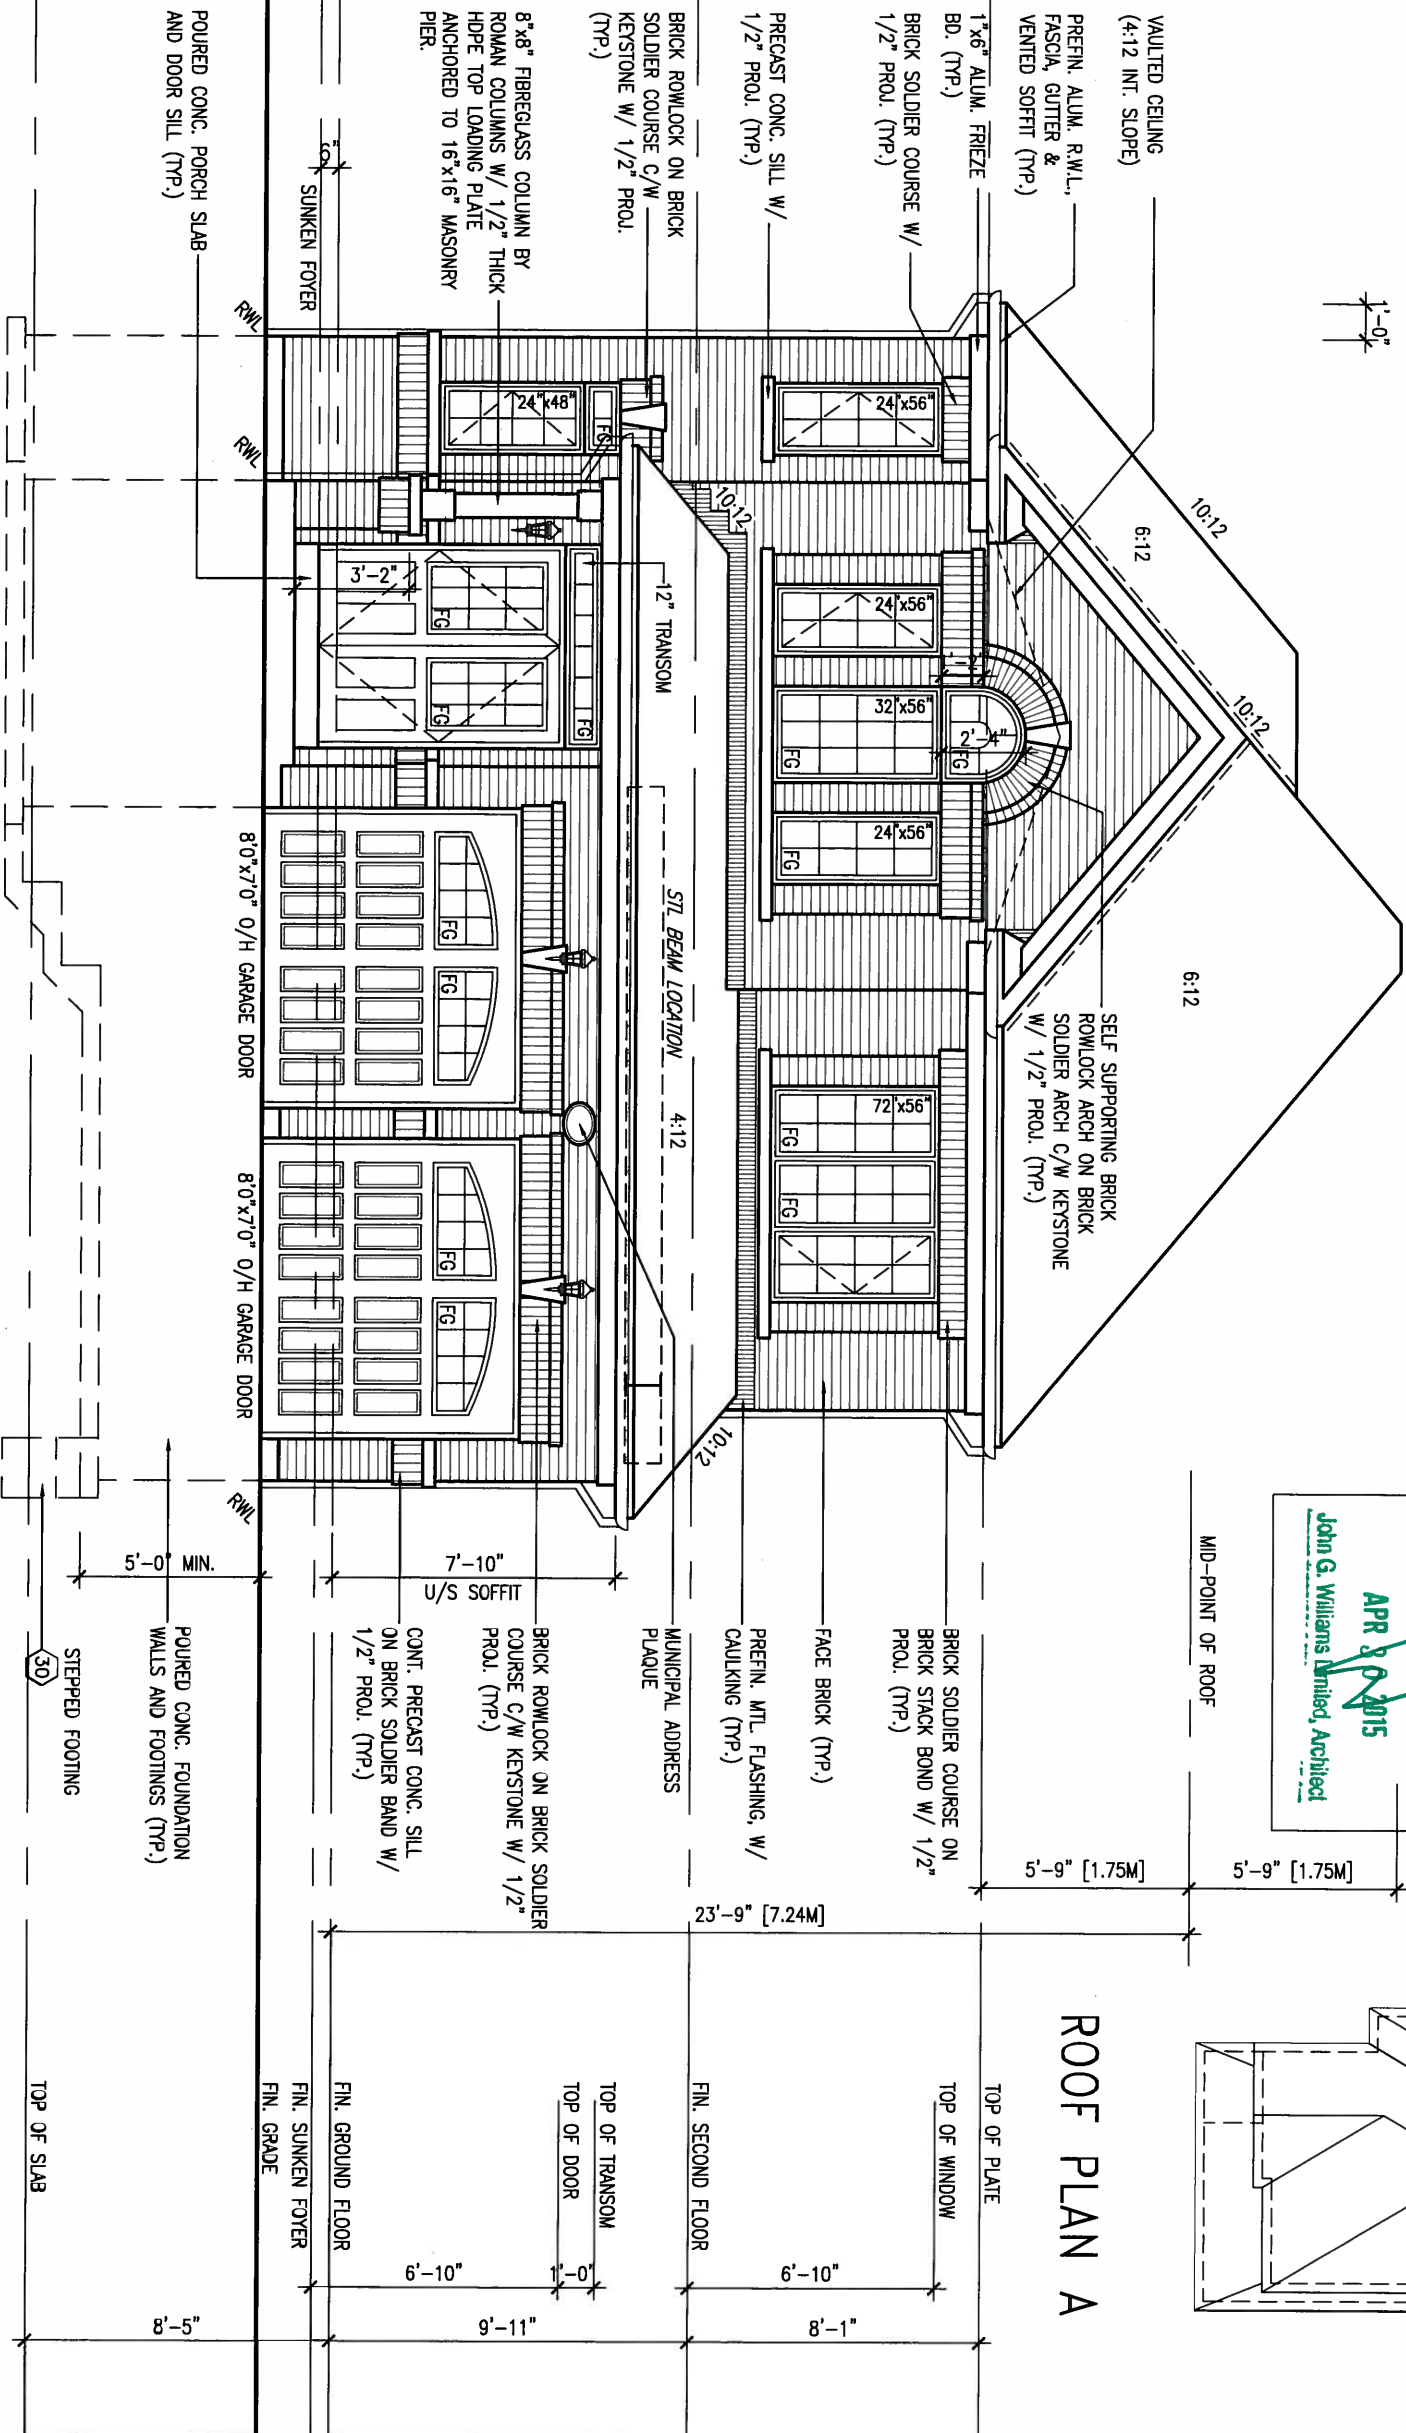 1'-0"
VAULTED CEILING
(4:12 INT. SLOPE)
PREFIN. ALUM. R.W.L.,
FASCIA, GUTTER &
VENTED SOFFIT (TYP.)
1"x6" ALUM. FRIEZE
BD. (TYP.)
BRICK SOLDIER COURSE W/
1/2" PROJ. (TYP.)
PRECAST CONC. SILL W/
1/2" PROJ. (TYP.)
BRICK ROWLOCK ON BRICK
SOLDIER COURSE C/W
KEYSTONE W/ 1/2" PROJ.
(TYP.)
8"x8" FIBREGLASS COLUMN BY
ROMAN COLUMNS W/ 1/2" THICK
HDPE TOP LOADING PLATE
ANCHORED TO 16"x16" MASONRY
PIER.
6"
SUNKEN FOYER
POURED CONC. PORCH SLAB
AND DOOR SILL (TYP.)
10:12
6:12
10:12
6:12
SELF SUPPORTING BRICK
ROWLOCK ARCH ON BRICK
SOLDIER ARCH C/W KEYSTONE
W/ 1/2" PROJ. (TYP.)
24"x56"
24"x56"
1'-2"
32"x56"
2'-4"
FG
FG
24"x56"
FG
72"x56"
FG
FG
10:12
24"x48"
FG
12" TRANSOM
STL BEAM LOCATION
4:12
10:12
FG
3'-2"
FG
FG
FG
FG
FG
FG
RWL
RWL
8'0"x7'0" O/H GARAGE DOOR
8'0"x7'0" O/H GARAGE DOOR
RWL
APR 30 2015
John G. Williams Limited, Architect
MID-POINT OF ROOF
5'-9" [1.75M]
5'-9" [1.75M]
23'-9" [7.24M]
BRICK SOLDIER COURSE ON
BRICK STACK BOND W/ 1/2"
PROJ. (TYP.)
FACE BRICK (TYP.)
PREFIN. MTL. FLASHING, W/
CAULKING (TYP.)
MUNICIPAL ADDRESS
PLAQUE
BRICK ROWLOCK ON BRICK SOLDIER
COURSE C/W KEYSTONE W/ 1/2"
PROJ. (TYP.)
CONT. PRECAST CONC. SILL
ON BRICK SOLDIER BAND W/
1/2" PROJ. (TYP.)
7'-10"
U/S SOFFIT
5'-0" MIN.
POURED CONC. FOUNDATION
WALLS AND FOOTINGS (TYP.)
STEPPED FOOTING
30
ROOF PLAN A
TOP OF PLATE
TOP OF WINDOW
FIN. SECOND FLOOR
TOP OF TRANSOM
TOP OF DOOR
FIN. GROUND FLOOR
FIN. SUNKEN FOYER
FIN. GRADE
TOP OF SLAB
6'-10"
1'-0"
6'-10"
8'-1"
9'-11"
8'-5"